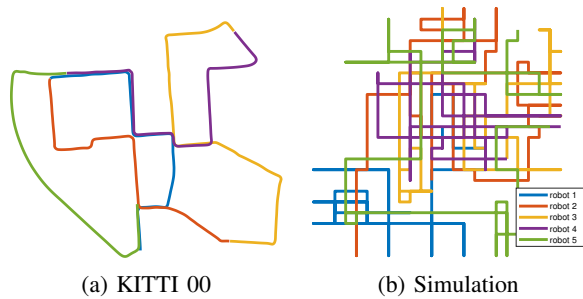 robot 1
robot 2
robot 3
robot 4
robot 5
(a) KITTI 00
(b) Simulation